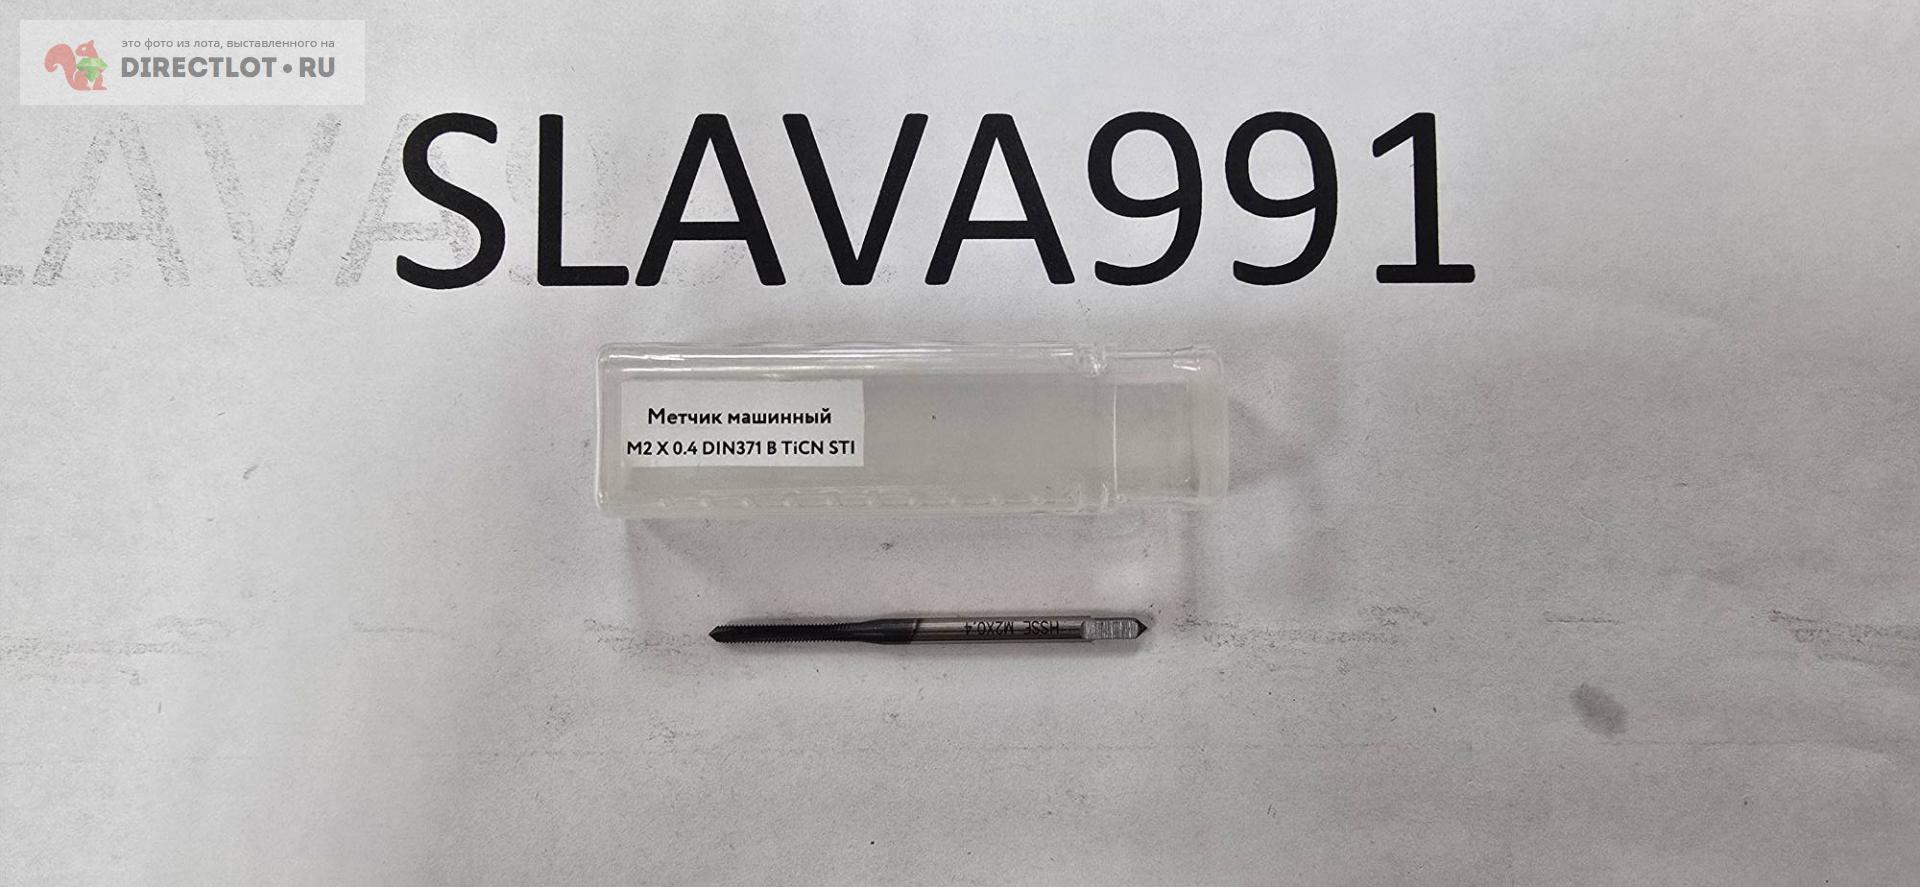 это фото из лота, выставленного на
DIRECTLOT•RU
SLAVA991
Метчик машинный
M2 X 0.4 DIN371 B TiCN STI
HSSE M2X0.4